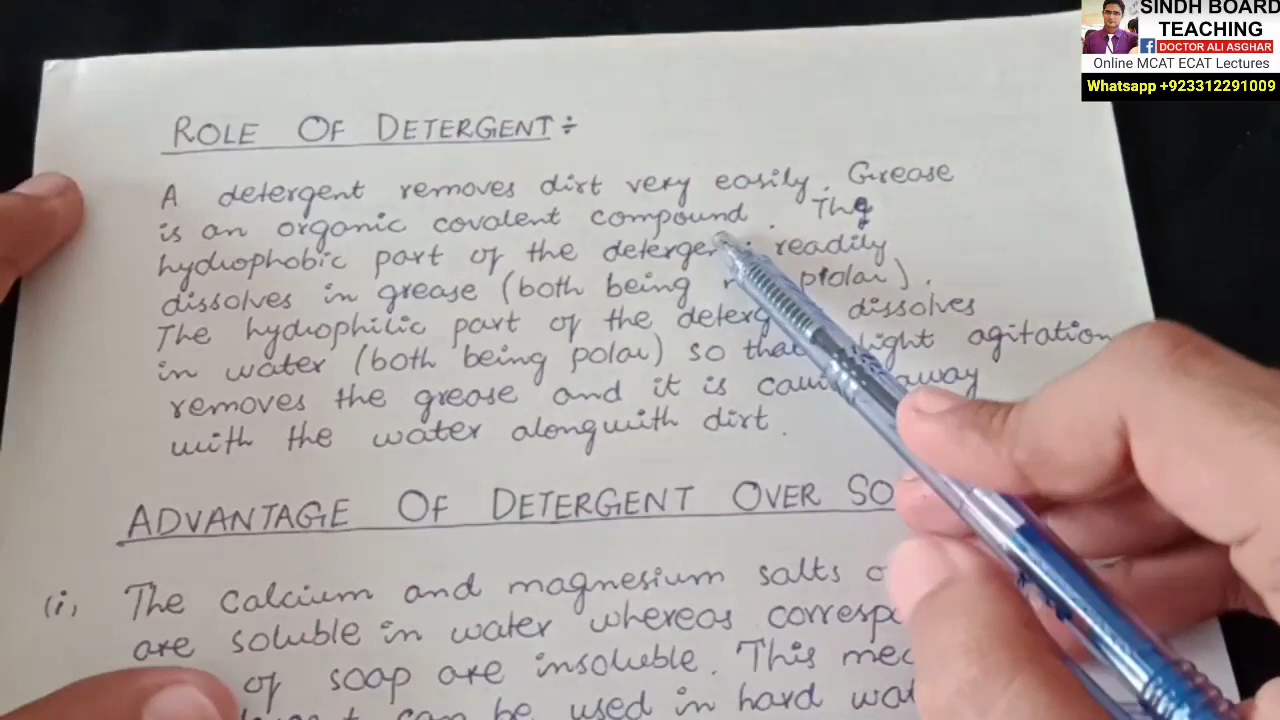 SINDH BOARD
TEACHING
DOCTOR ALI ASGHAR
Online MCAT ECAT Lectures
Whatsapp +923312291009
ROLE OF DETERGENT÷
A detergent removes dirt very easily. Grease
is an organic covalent compound. The
hydrophobic part of the detergent readily
dissolves in grease (both being polar).
The hydrophilic part of the dissolves
in water (both being polar) so that agitation
removes the grease and it is away
with the water alongwith dirt.
ADVANTAGE OF DETERGENT OVER
(i) The calcium and magnesium salts
are soluble in water whereas
of soap are insoluble. This
can be used in hard